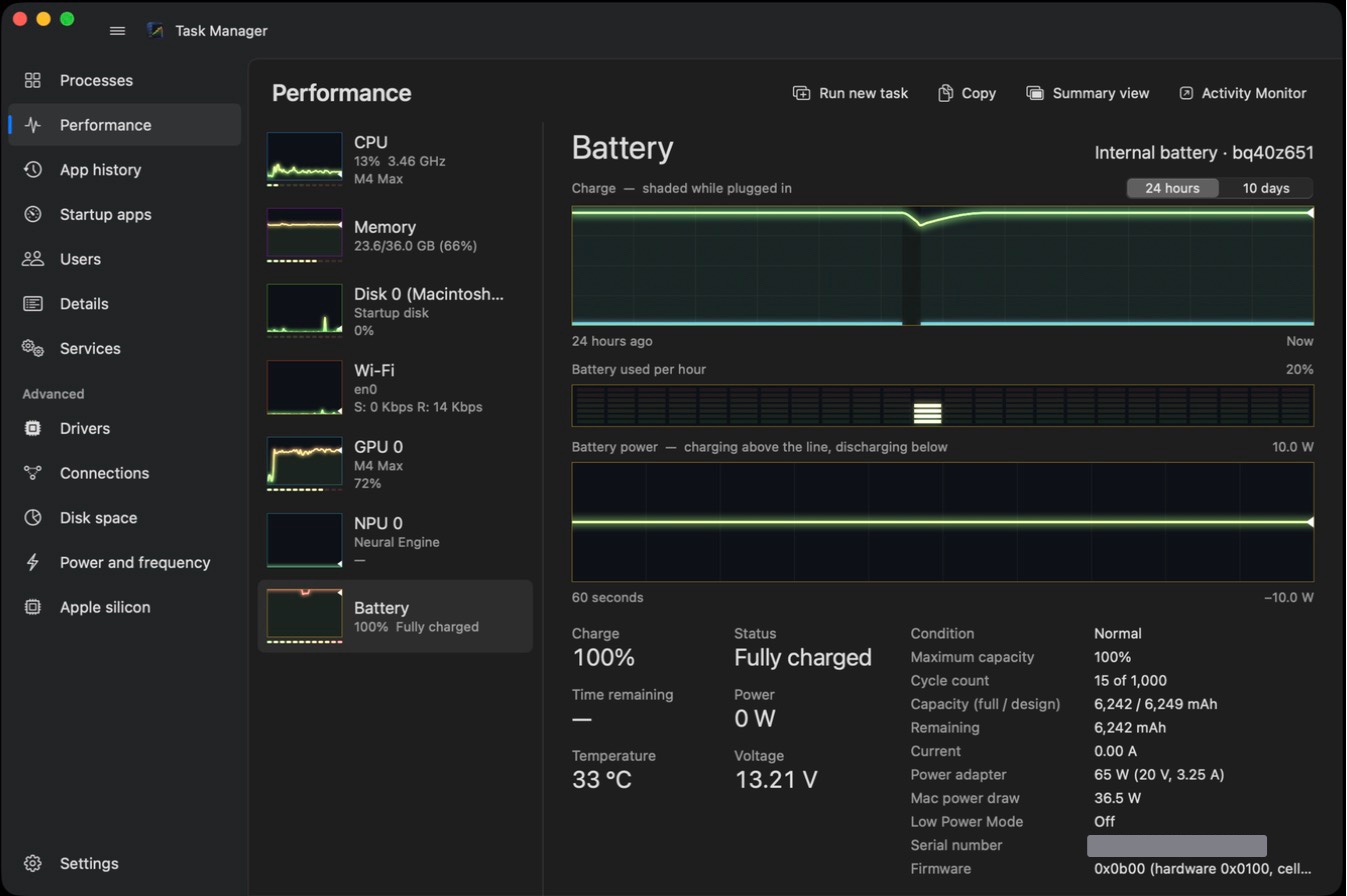 Task Manager
Processes
Performance
App history
Startup apps
Users
Details
Services
Advanced
Drivers
Connections
Disk space
Power and frequency
Apple silicon
Settings
Performance
Run new task
Copy
Summary view
Activity Monitor
CPU
13% 3.46 GHz
M4 Max
Memory
23.6/36.0 GB (66%)
Disk 0 (Macintosh...
Startup disk
0%
Wi-Fi
en0
S: 0 Kbps R: 14 Kbps
GPU 0
M4 Max
72%
NPU 0
Neural Engine
—
Battery
100% Fully charged
Battery
Internal battery · bq40z651
Charge — shaded while plugged in
24 hours
10 days
24 hours ago
Now
Battery used per hour
20%
Battery power — charging above the line, discharging below
10.0 W
60 seconds
−10.0 W
Charge
100%
Status
Fully charged
Time remaining
—
Power
0 W
Temperature
33 °C
Voltage
13.21 V
Condition Normal
Maximum capacity 100%
Cycle count 15 of 1,000
Capacity (full / design) 6,242 / 6,249 mAh
Remaining 6,242 mAh
Current 0.00 A
Power adapter 65 W (20 V, 3.25 A)
Mac power draw 36.5 W
Low Power Mode Off
Serial number
Firmware 0x0b00 (hardware 0x0100, cell...